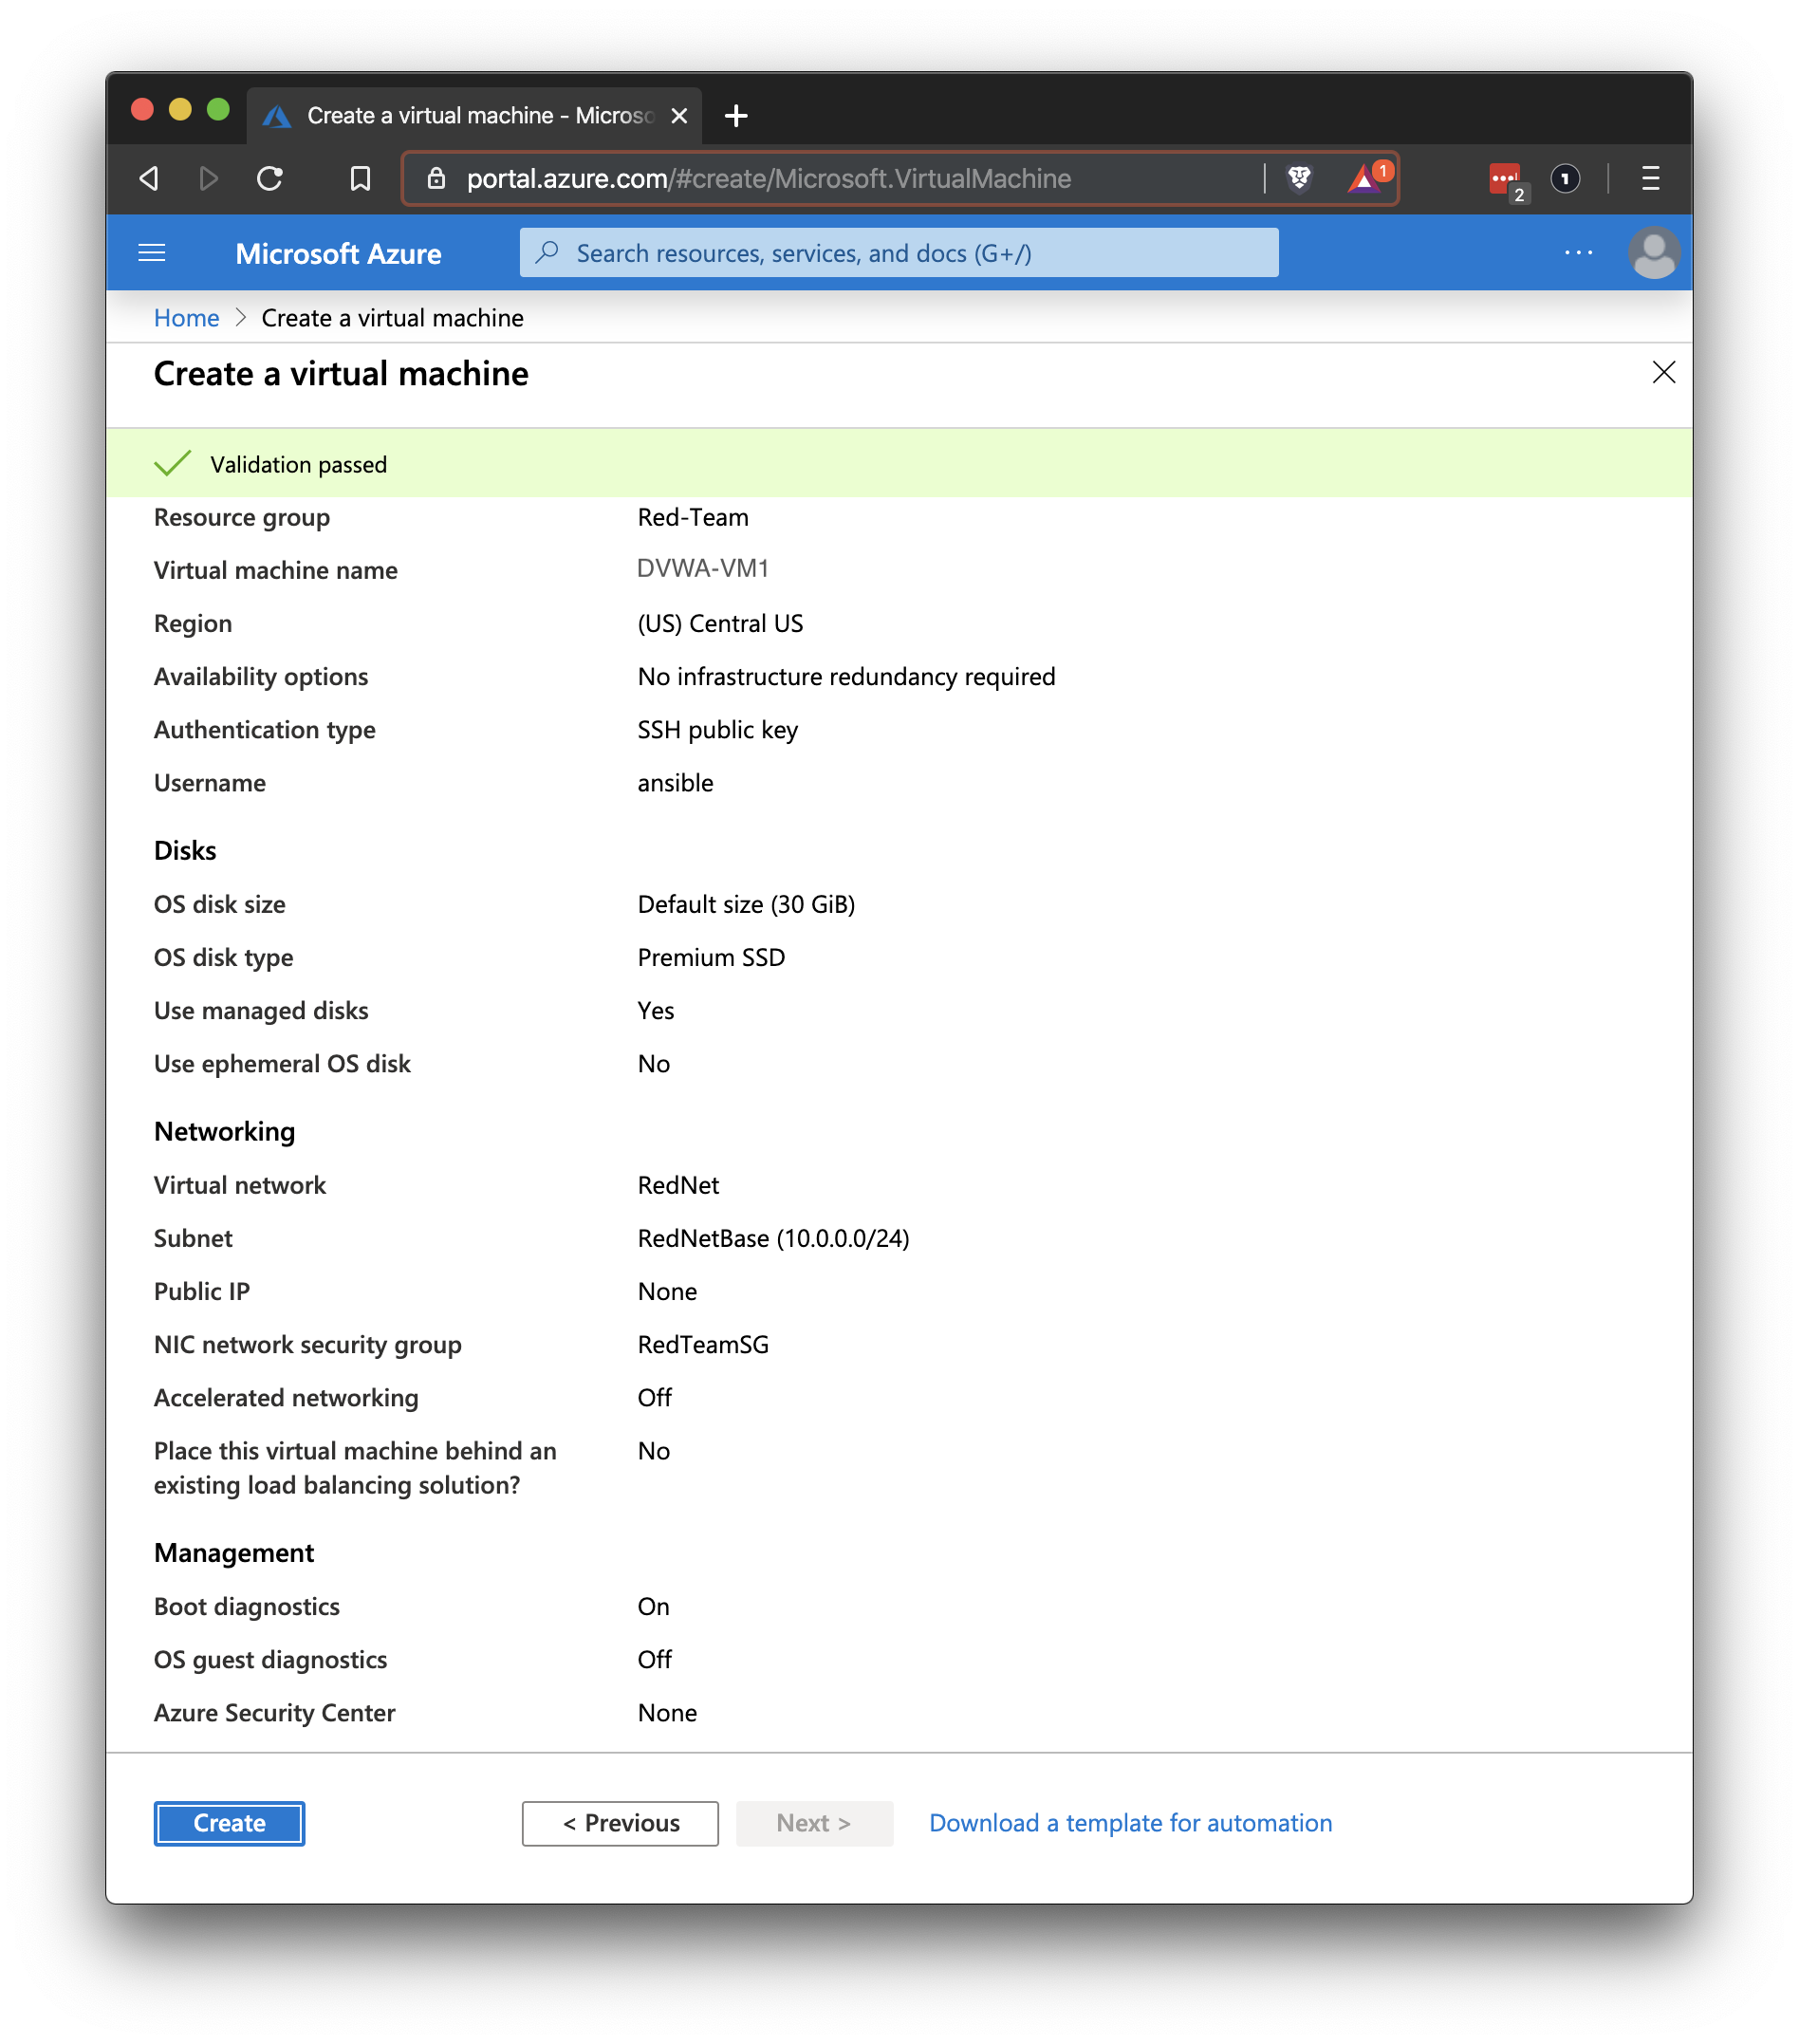 Create a virtual machine - Microso
1
portal.azure.com/#create/Microsoft.VirtualMachine
1
2
Microsoft Azure
Search resources, services, and docs (G+/)
Home > Create a virtual machine
Create a virtual machine
Validation passed
Resource group Red-Team
Virtual machine name DVWA-VM1
Region (US) Central US
Availability options No infrastructure redundancy required
Authentication type SSH public key
Username ansible
Disks
OS disk size Default size (30 GiB)
OS disk type Premium SSD
Use managed disks Yes
Use ephemeral OS disk No
Networking
Virtual network RedNet
Subnet RedNetBase (10.0.0.0/24)
Public IP None
NIC network security group RedTeamSG
Accelerated networking Off
Place this virtual machine behind an No
existing load balancing solution?
Management
Boot diagnostics On
OS guest diagnostics Off
Azure Security Center None
Create < Previous Next > Download a template for automation